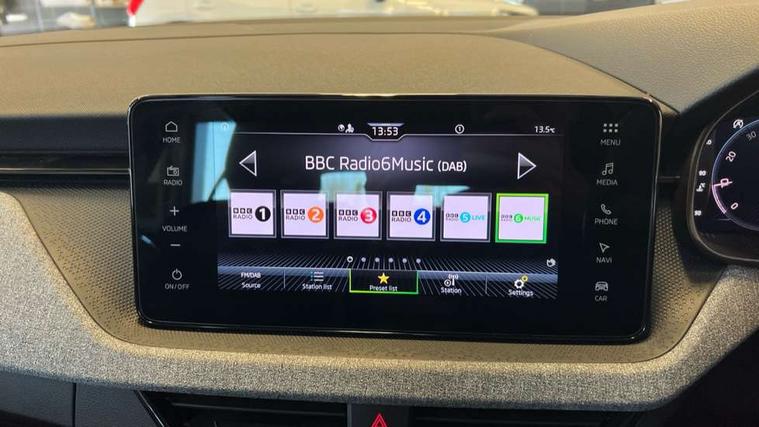 13:53
13.5°C
HOME
RADIO
VOLUME
ON/OFF
BBC Radio6Music (DAB)
BBC RADIO 1
BBC RADIO 2
BBC RADIO 3
BBC RADIO 4
BBC RADIO 5 LIVE
BBC RADIO 6 MUSIC
FM/DAB
Source
Station list
Preset list
Station
Settings
MENU
MEDIA
PHONE
NAVI
CAR
20
30